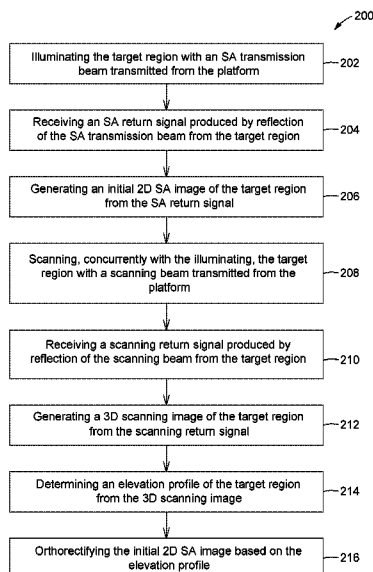 200
Illuminating the target region with an SA transmission
beam transmitted from the platform
202
Receiving an SA return signal produced by reflection
of the SA transmission beam from the target region
204
Generating an initial 2D SA image of the target region
from the SA return signal
206
Scanning, concurrently with the illuminating, the target
region with a scanning beam transmitted from the
platform
208
Receiving a scanning return signal produced by
reflection of the scanning beam from the target region
210
Generating a 3D scanning image of the target region
from the scanning return signal
212
Determining an elevation profile of the target region
from the 3D scanning image
214
Orthorectifying the initial 2D SA image based on the
elevation profile
216